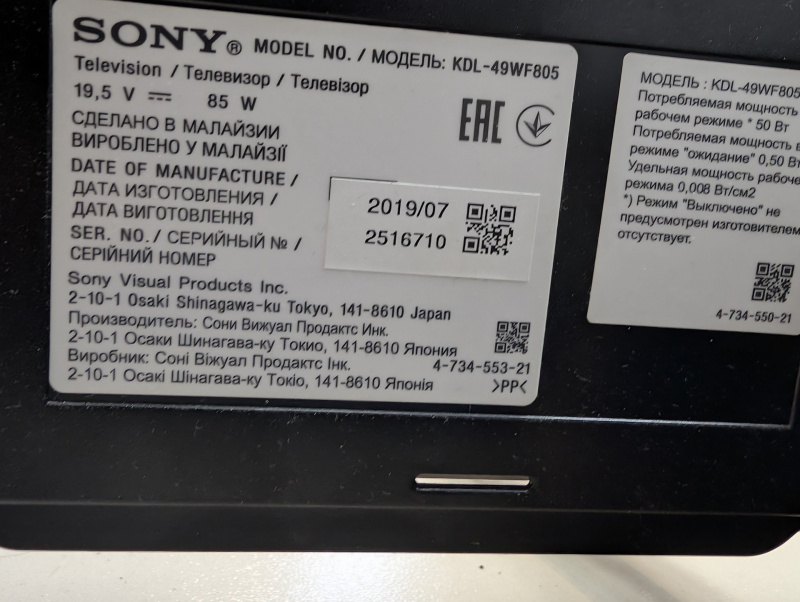 SONY® MODEL NO. / МОДЕЛЬ: KDL-49WF805
Television / Телевизор / Телевізор
19,5 V ⎓ 85 W
EAC
СДЕЛАНО В МАЛАЙЗИИ
ВИРОБЛЕНО У МАЛАЙЗІЇ
DATE OF MANUFACTURE /
ДАТА ИЗГОТОВЛЕНИЯ /
ДАТА ВИГОТОВЛЕННЯ
2019/07
SER. NO./ СЕРИЙНЫЙ № /
СЕРІЙНИЙ НОМЕР
2516710
Sony Visual Products Inc.
2-10-1 Osaki Shinagawa-ku Tokyo, 141-8610 Japan
Производитель: Сони Вижуал Продактс Инк.
2-10-1 Осаки Шинагава-ку Токио, 141-8610 Япония
Виробник: Соні Віжуал Продактс Інк.
2-10-1 Осакі Шінагава-ку Токіо, 141-8610 Японія
4-734-553-21
>PP<
МОДЕЛЬ : KDL-49WF805
Потребляемая мощность
рабочем режиме * 50 Вт
Потребляемая мощность в
режиме "ожидание" 0,50 Вт
Удельная мощность рабоче
режима 0,008 Вт/см2
*) Режим "Выключено" не
предусмотрен изготовителем
отсутствует.
4-734-550-21